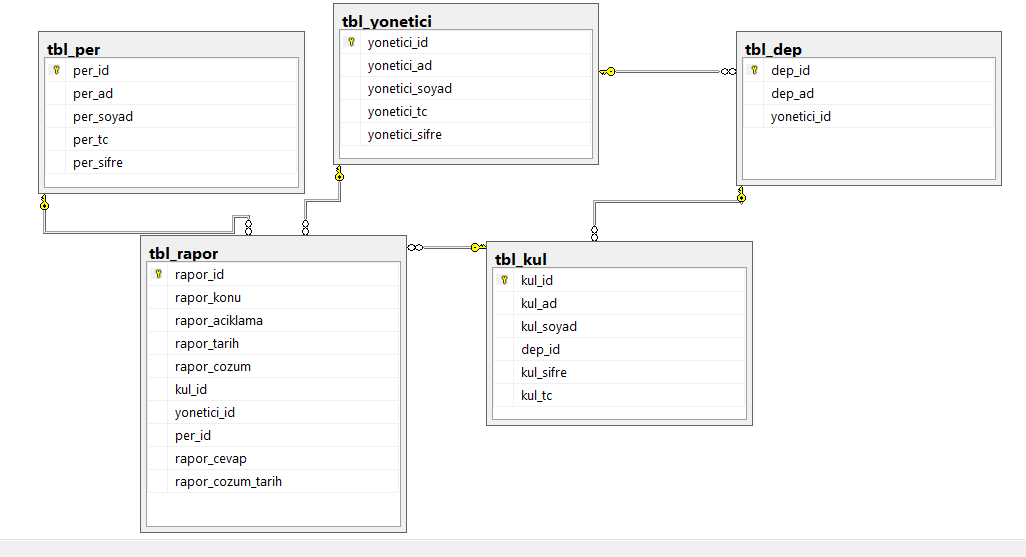 tbl_per
per_id
per_ad
per_soyad
per_tc
per_sifre
tbl_yonetici
yonetici_id
yonetici_ad
yonetici_soyad
yonetici_tc
yonetici_sifre
tbl_dep
dep_id
dep_ad
yonetici_id
tbl_rapor
rapor_id
rapor_konu
rapor_aciklama
rapor_tarih
rapor_cozum
kul_id
yonetici_id
per_id
rapor_cevap
rapor_cozum_tarih
tbl_kul
kul_id
kul_ad
kul_soyad
dep_id
kul_sifre
kul_tc